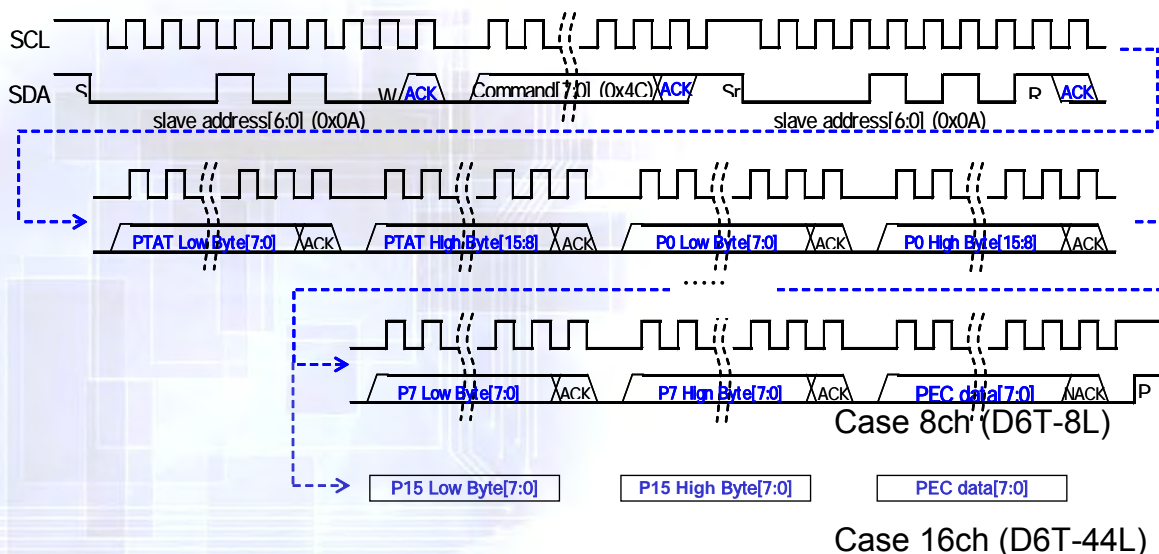 SCL
SDA S W ACK Command[7:0] (0x4C) ACK Sr R ACK
slave address[6:0] (0x0A) slave address[6:0] (0x0A)
PTAT Low Byte[7:0] ACK PTAT High Byte[15:8] ACK P0 Low Byte[7:0] ACK P0 High Byte[15:8] ACK
.....
P7 Low Byte[7:0] ACK P7 High Byte[7:0] ACK PEC data[7:0] NACK P
Case 8ch (D6T-8L)
P15 Low Byte[7:0] P15 High Byte[7:0] PEC data[7:0]
Case 16ch (D6T-44L)